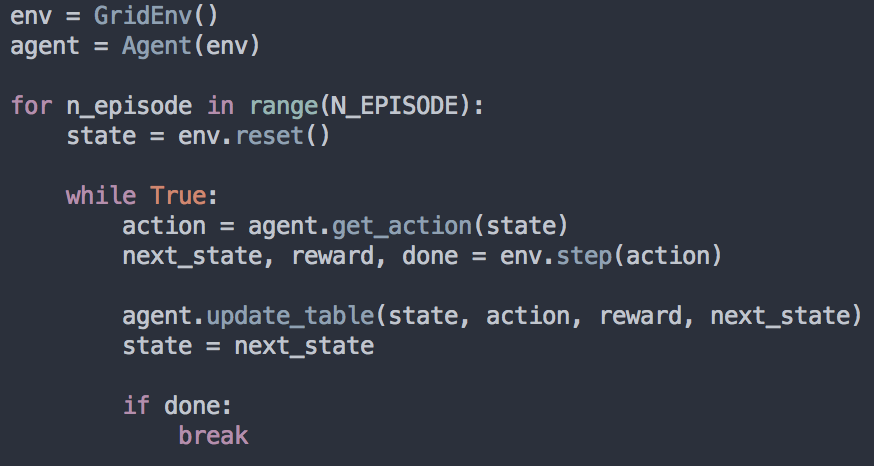 env = GridEnv()
agent = Agent(env)
for n_episode in range(N_EPISODE):
    state = env.reset()
    while True:
        action = agent.get_action(state)
        next_state, reward, done = env.step(action)
        agent.update_table(state, action, reward, next_state)
        state = next_state
        if done:
            break